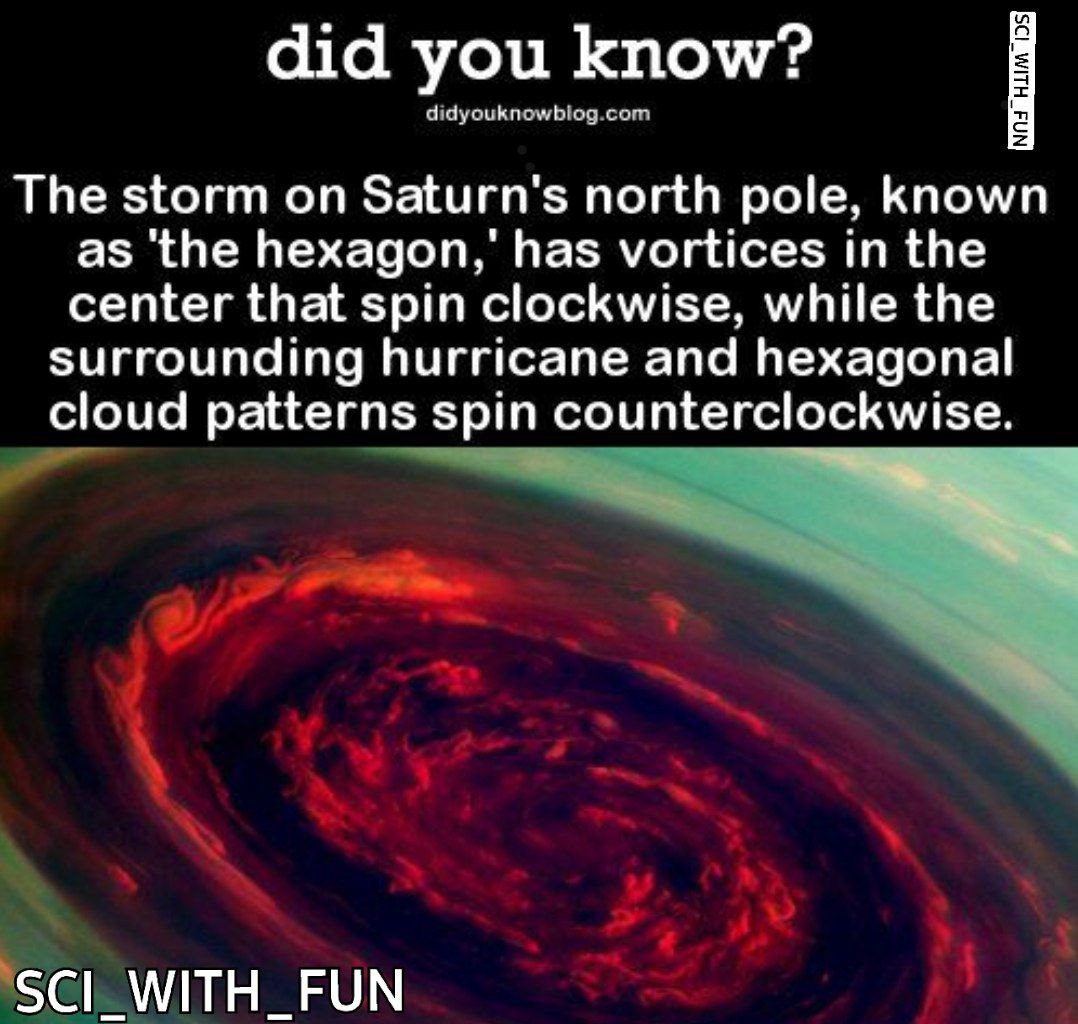 did you know?
didyouknowblog.com
SCI_WITH_FUN
The storm on Saturn's north pole, known
as 'the hexagon,' has vortices in the
center that spin clockwise, while the
surrounding hurricane and hexagonal
cloud patterns spin counterclockwise.
SCI_WITH_FUN